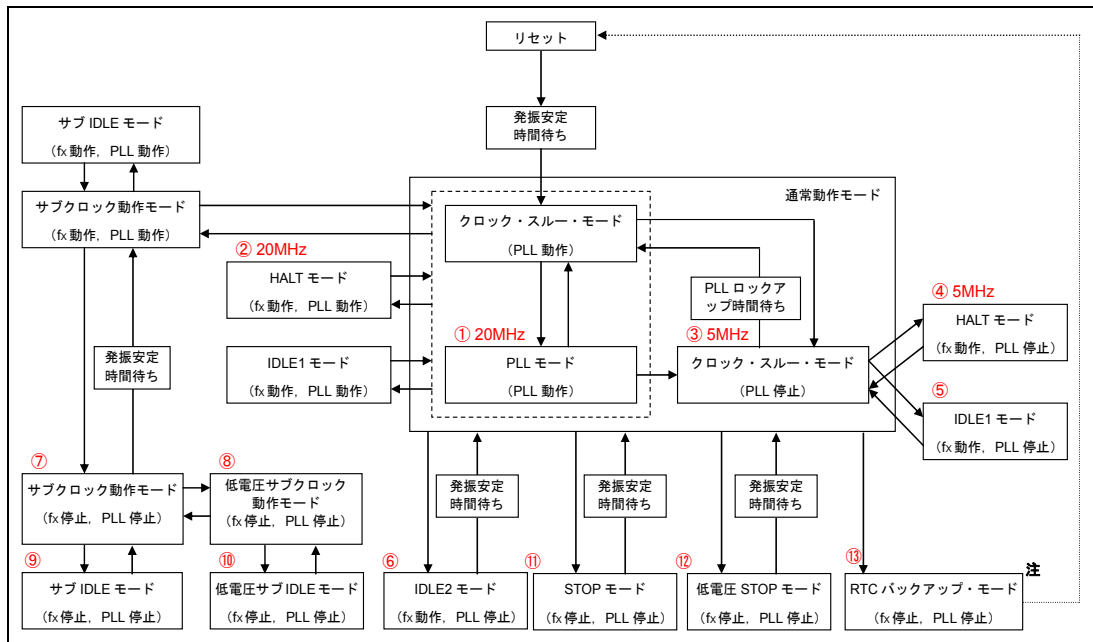 リセット
発振安定
時間待ち
サブ IDLE モード
(fx 動作, PLL 動作)
サブクロック動作モード
(fx 動作, PLL 動作)
通常動作モード
クロック・スルー・モード
(PLL 動作)
② 20MHz
HALT モード
(fx 動作, PLL 動作)
PLL ロックア
ップ時間待ち
④ 5MHz
HALT モード
(fx 動作, PLL 停止)
発振安定
時間待ち
IDLE1 モード
(fx 動作, PLL 動作)
① 20MHz
PLL モード
(PLL 動作)
③ 5MHz
クロック・スルー・モード
(PLL 停止)
⑤
IDLE1 モード
(fx 動作, PLL 停止)
⑦
サブクロック動作モード
(fx 停止, PLL 停止)
⑧
低電圧サブクロック
動作モード
(fx 停止, PLL 停止)
発振安定
時間待ち
発振安定
時間待ち
発振安定
時間待ち
⑨
サブ IDLE モード
(fx 停止, PLL 停止)
⑩
低電圧サブ IDLE モード
(fx 停止, PLL 停止)
⑥
IDLE2 モード
(fx 動作, PLL 停止)
⑪
STOP モード
(fx 停止, PLL 停止)
⑫
低電圧 STOP モード
(fx 停止, PLL 停止)
⑬
RTC バックアップ・モード
(fx 停止, PLL 停止)
注